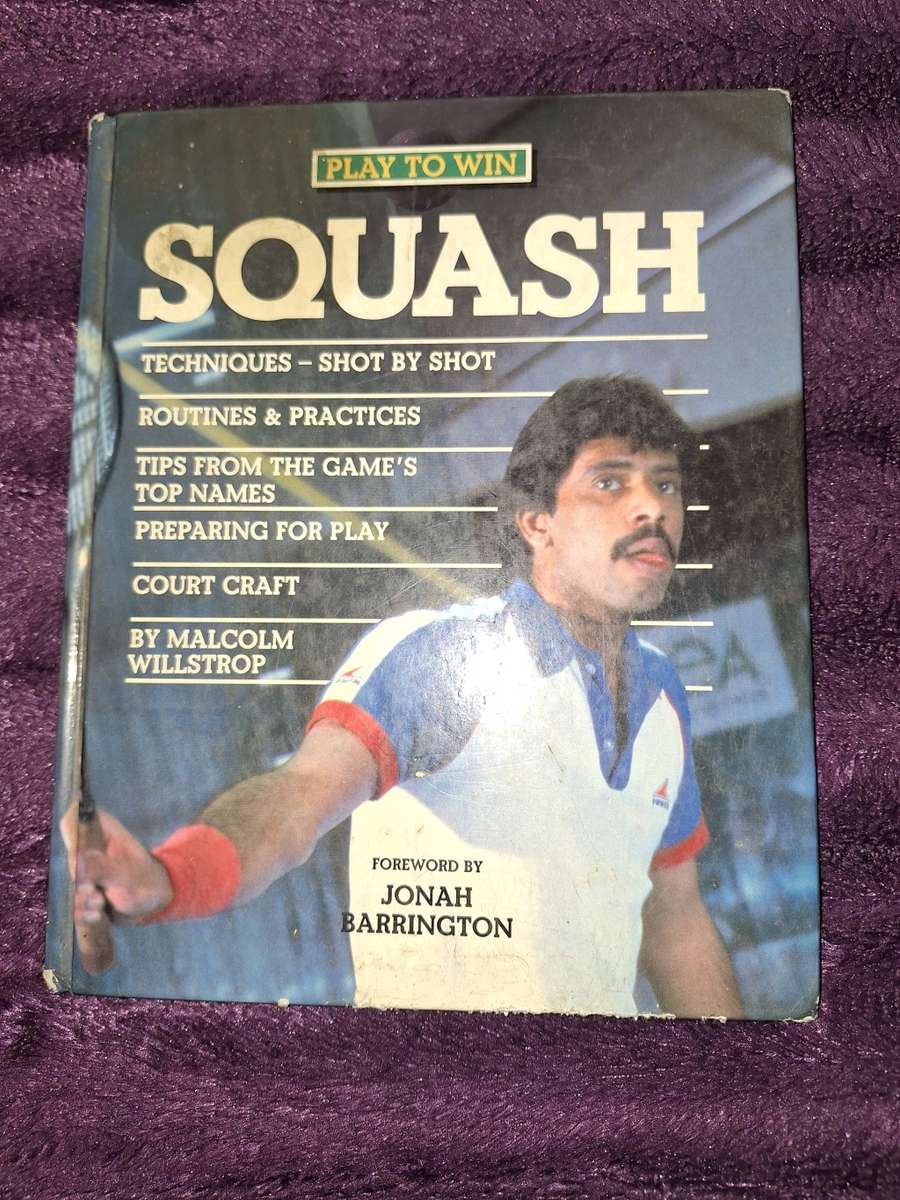 PLAY TO WIN
SQUASH
TECHNIQUES – SHOT BY SHOT
ROUTINES & PRACTICES
TIPS FROM THE GAME'S
TOP NAMES
PREPARING FOR PLAY
COURT CRAFT
BY MALCOLM
WILLSTROP
FOREWORD BY
JONAH
BARRINGTON